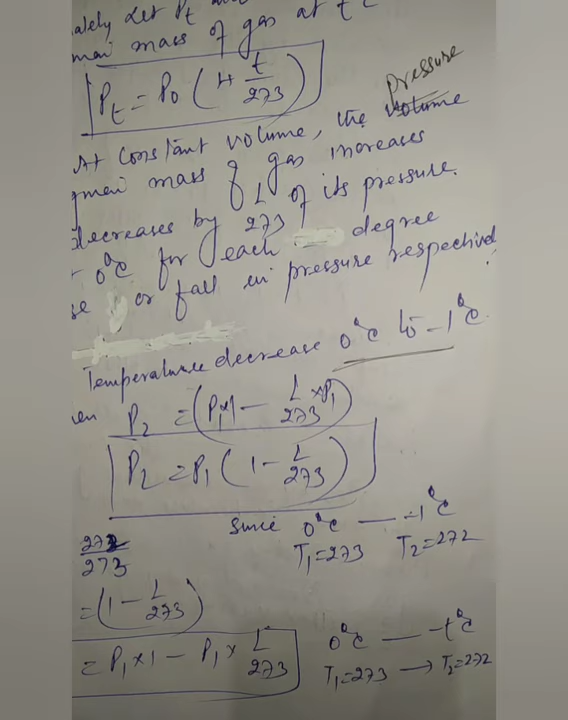 ately Let Pt
mass of gas at t°C
Pt = P0 (1+ t/273)
pressure
At Constant volume, the volume
mass of gas increases
decreases by 1/273 of its pressure.
0°C for each degree
or fall in pressure respectivel
Temperature decrease 0°C to -1°C.
P2 = (P1×1 - 1/273 ×P1)
P2 = P1 (1 - 1/273)
Since 0°C — -1°C
272/273
T1=273 T2=272
=(1 - 1/273)
= P1×1 - P1× 1/273
0°C — -t°C
T1=273 → T2=272